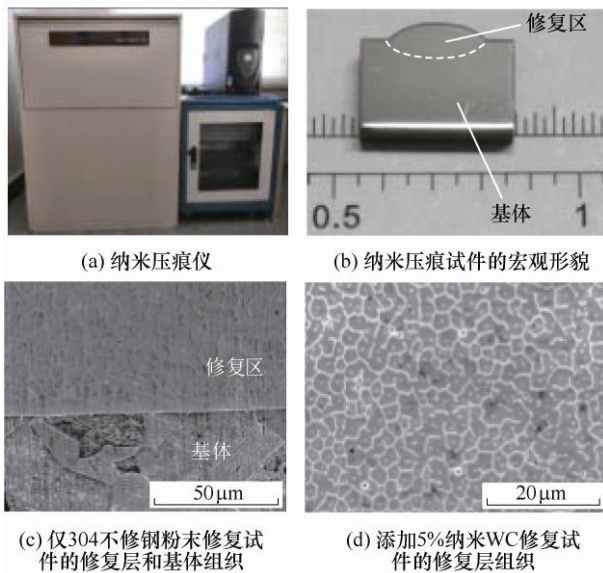 修复区
基体
0.5
1
(a) 纳米压痕仪
(b) 纳米压痕试件的宏观形貌
修复区
基体
50μm
20μm
(c) 仅304不修钢粉末修复试
件的修复层和基体组织
(d) 添加5%纳米WC修复试
件的修复层组织